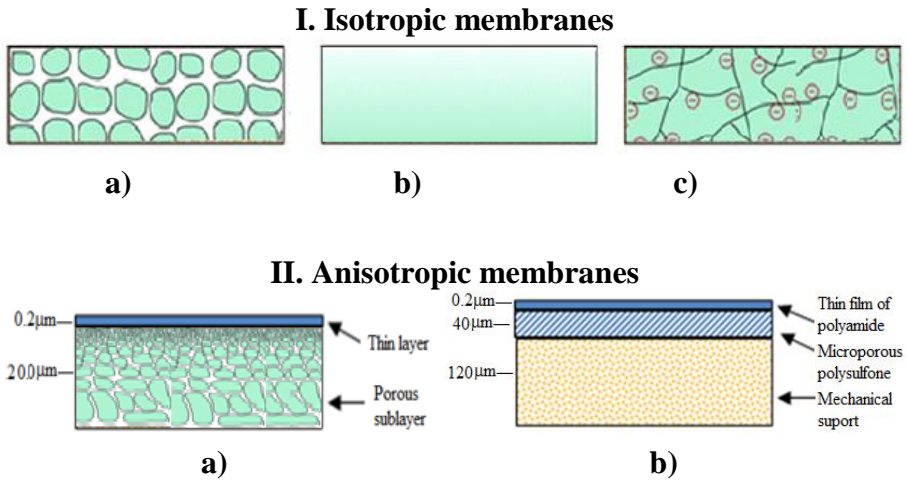 I. Isotropic membranes
a)
b)
c)
II. Anisotropic membranes
0.2µm
200µm
Thin layer
Porous
sublayer
a)
0.2µm
40µm
120µm
Thin film of
polyamide
Microporous
polysulfone
Mechanical
suport
b)